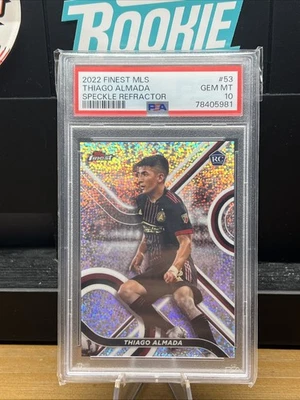 ROOKIE
2022 FINEST MLS #53
THIAGO ALMADA GEM MT
SPECKLE REFRACTOR 10
PSA 78405981
finest
RC
THIAGO ALMADA